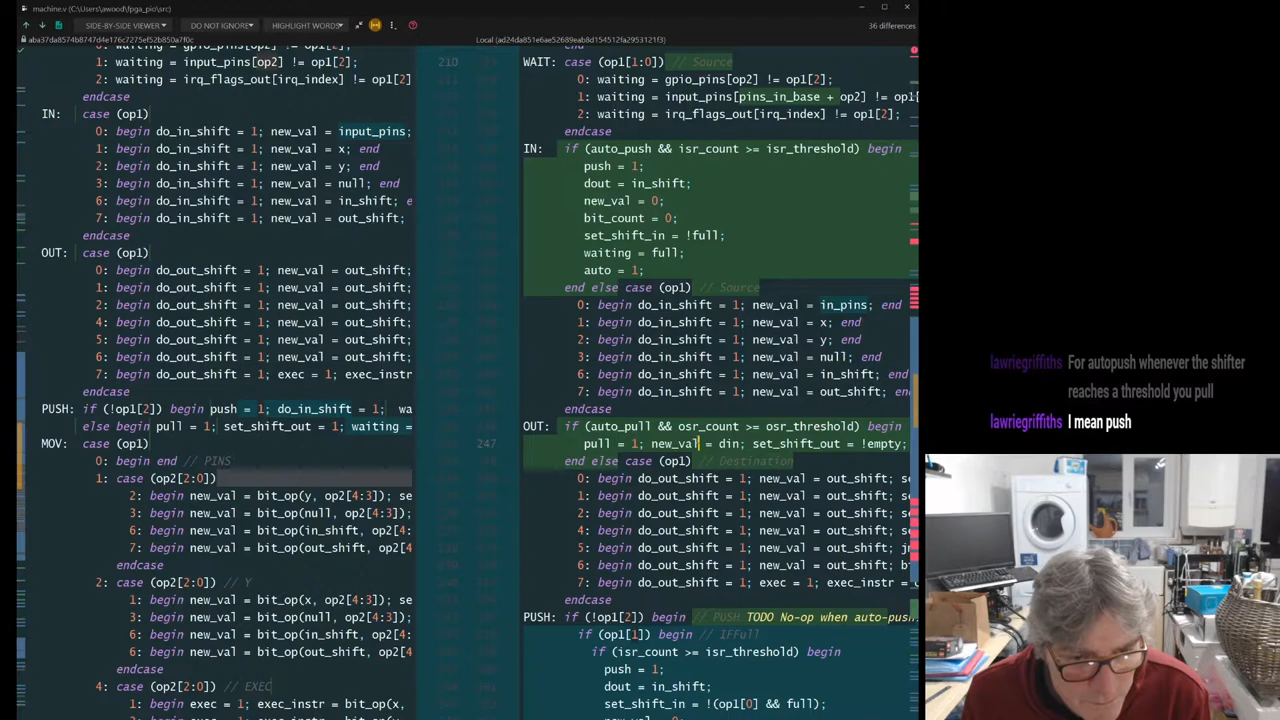 machine.v (C:\Users\awood\fpga_pio\src)
SIDE-BY-SIDE VIEWER
DO NOT IGNORE
HIGHLIGHT WORDS
36 differences
Local (ad24da851e6ae52689eb8d154512fa2953121f3)
1: waiting = input_pins[op2] != op1[2];
2: waiting = irq_flags_out[irq_index] != op1[2]
endcase
IN: case (op1)
0: begin do_in_shift = 1; new_val = input_pins;
1: begin do_in_shift = 1; new_val = x; end
2: begin do_in_shift = 1; new_val = y; end
3: begin do_in_shift = 1; new_val = null; end
6: begin do_in_shift = 1; new_val = in_shift; e
7: begin do_in_shift = 1; new_val = out_shift;
endcase
OUT: case (op1)
0: begin do_out_shift = 1; new_val = out_shift;
1: begin do_out_shift = 1; new_val = out_shift;
2: begin do_out_shift = 1; new_val = out_shift;
4: begin do_out_shift = 1; new_val = out_shift;
5: begin do_out_shift = 1; new_val = out_shift;
6: begin do_out_shift = 1; new_val = out_shift;
7: begin do_out_shift = 1; exec = 1; exec_instr
endcase
PUSH: if (!op1[2]) begin push = 1; do_in_shift = 1; wa
else begin pull = 1; set_shift_out = waiting =
MOV: case (op1)
0: begin end // PINS
1: case (op2[2:0])
2: begin new_val = bit_op(y, op2[4:3]); se
3: begin new_val = bit_op(null, op2[4:3]);
6: begin new_val = bit_op(in_shift, op2[4:
7: begin new_val = bit_op(out_shift, op2[4
endcase
2: case (op2[2:0]) // Y
1: begin new_val = bit_op(x, op2[4:3]); se
3: begin new_val = bit_op(null, op2[4:3]);
6: begin new_val = bit_op(in_shift, op2[4:
7: begin new_val = bit_op(out_shift, op2[4
endcase
4: case (op2[2:0]) // EXEC
210
WAIT: case (op1[1:0]) // Source
0: waiting = gpio_pins[op2] != op1[2];
1: waiting = input_pins[pins_in_base + op2] != op1
2: waiting = irq_flags_out[irq_index] != op1[2];
endcase
IN: if (auto_push && isr_count >= isr_threshold) begin
push = 1;
dout = in_shift;
new_val = 0;
bit_count = 0;
set_shift_in = !full;
waiting = full;
auto = 1;
end else case (op1) // Source
0: begin do_in_shift = 1; new_val = in_pins; end
1: begin do_in_shift = 1; new_val = x; end
2: begin do_in_shift = 1; new_val = y; end
3: begin do_in_shift = 1; new_val = null; end
6: begin do_in_shift = 1; new_val = in_shift; end
7: begin do_in_shift = 1; new_val = out_shift; end
endcase
OUT: if (auto_pull && osr_count >= osr_threshold) begin
247
pull = 1; new_val = din; set_shift_out = !empty;
end else case (op1) // Destination
0: begin do_out_shift = 1; new_val = out_shift; se
1: begin do_out_shift = 1; new_val = out_shift; se
2: begin do_out_shift = 1; new_val = out_shift; se
4: begin do_out_shift = 1; new_val = out_shift; se
5: begin do_out_shift = 1; new_val = out_shift; jm
6: begin do_out_shift = 1; new_val = out_shift; bi
7: begin do_out_shift = 1; exec = 1; exec_instr =
endcase
PUSH: if (!op1[2]) begin // PUSH TODO No-op when auto-push
if (op1[1]) begin // IfFull
if (isr_count >= isr_threshold) begin
push =
dout = in_shift;
set_shift_in = !(op1[0] && full);
lawriegriffiths For autopush whenever the shifter
reaches a threshold you pull
lawriegriffiths I mean push